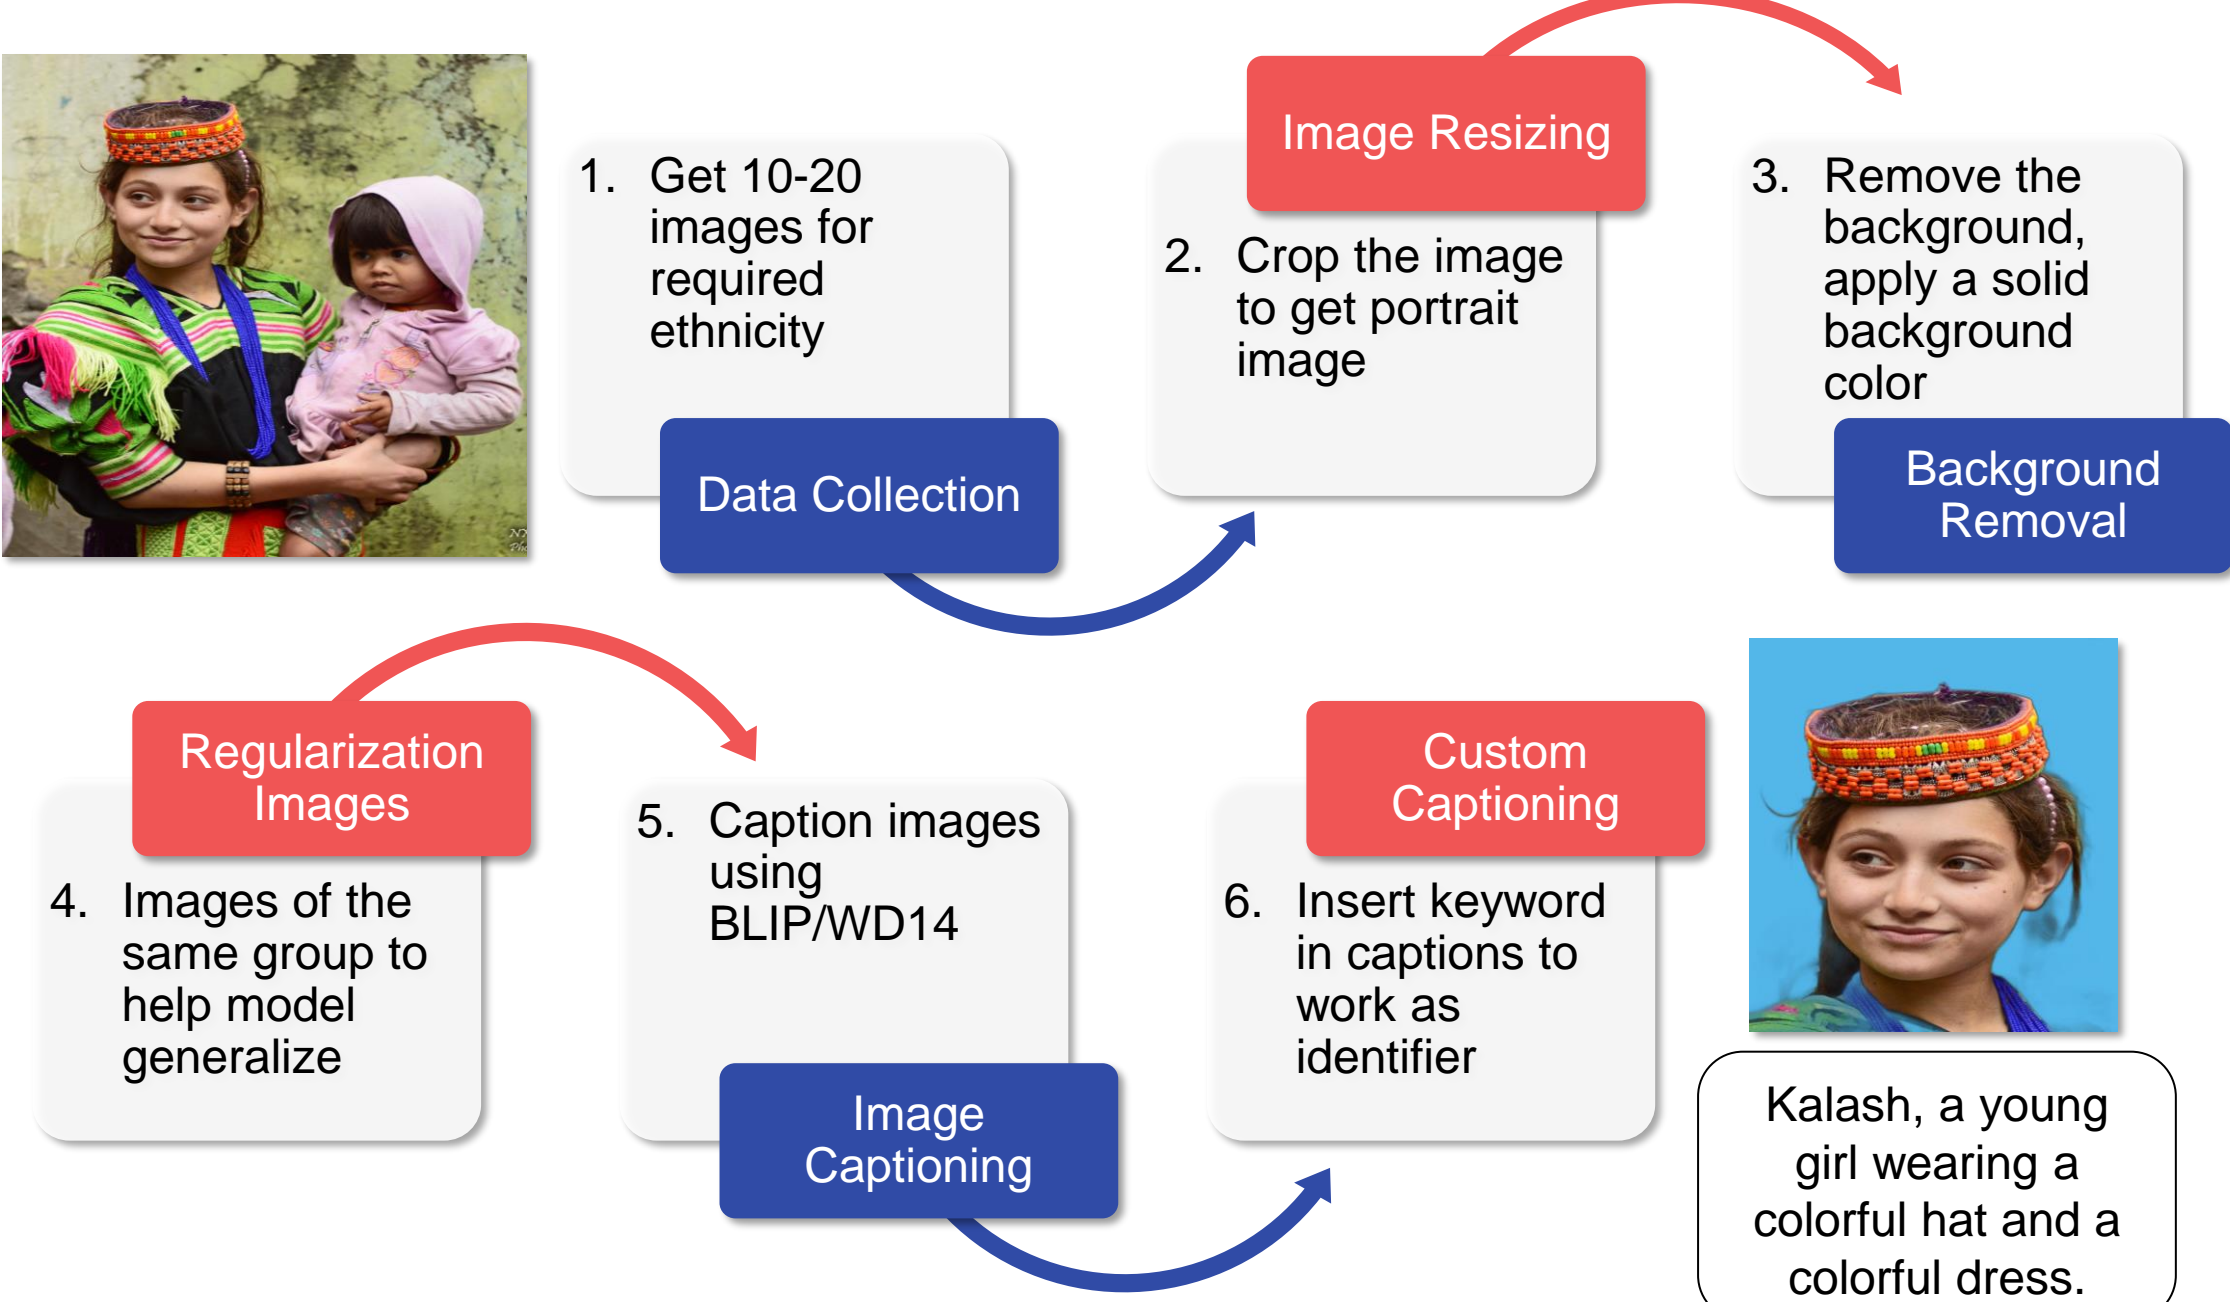 1. Get 10-20
images for
required
ethnicity
Data Collection
Image Resizing
2. Crop the image
to get portrait
image
3. Remove the
background,
apply a solid
background
color
Background
Removal
Regularization
Images
4. Images of the
same group to
help model
generalize
5. Caption images
using
BLIP/WD14
Image
Captioning
Custom
Captioning
6. Insert keyword
in captions to
work as
identifier
Kalash, a young
girl wearing a
colorful hat and a
colorful dress.